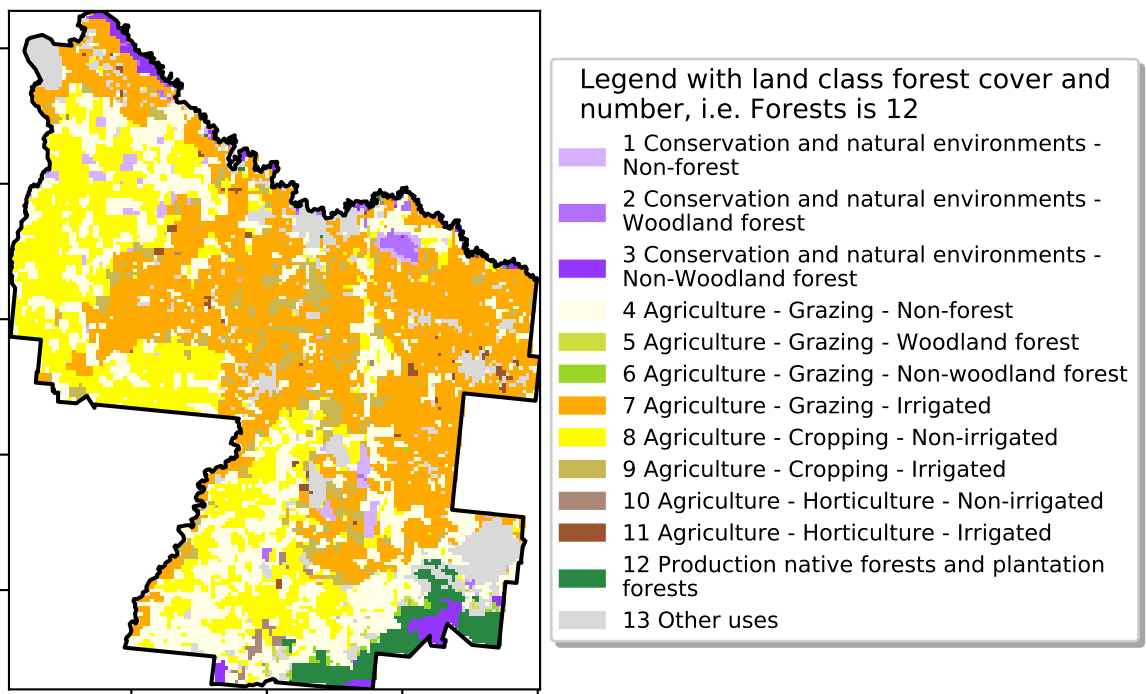 Legend with land class forest cover and
number, i.e. Forests is 12
1 Conservation and natural environments -
Non-forest
2 Conservation and natural environments -
Woodland forest
3 Conservation and natural environments -
Non-Woodland forest
4 Agriculture - Grazing - Non-forest
5 Agriculture - Grazing - Woodland forest
6 Agriculture - Grazing - Non-woodland forest
7 Agriculture - Grazing - Irrigated
8 Agriculture - Cropping - Non-irrigated
9 Agriculture - Cropping - Irrigated
10 Agriculture - Horticulture - Non-irrigated
11 Agriculture - Horticulture - Irrigated
12 Production native forests and plantation
forests
13 Other uses